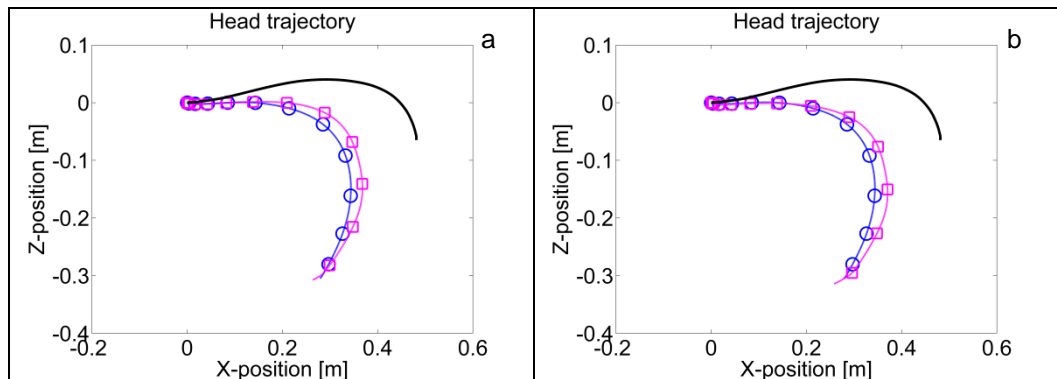 Head trajectory
a
0.1
0
-0.1
-0.2
-0.3
-0.4
Z-position [m]
-0.2
0
0.2
0.4
0.6
X-position [m]
Head trajectory
b
0.1
0
-0.1
-0.2
-0.3
-0.4
Z-position [m]
-0.2
0
0.2
0.4
0.6
X-position [m]